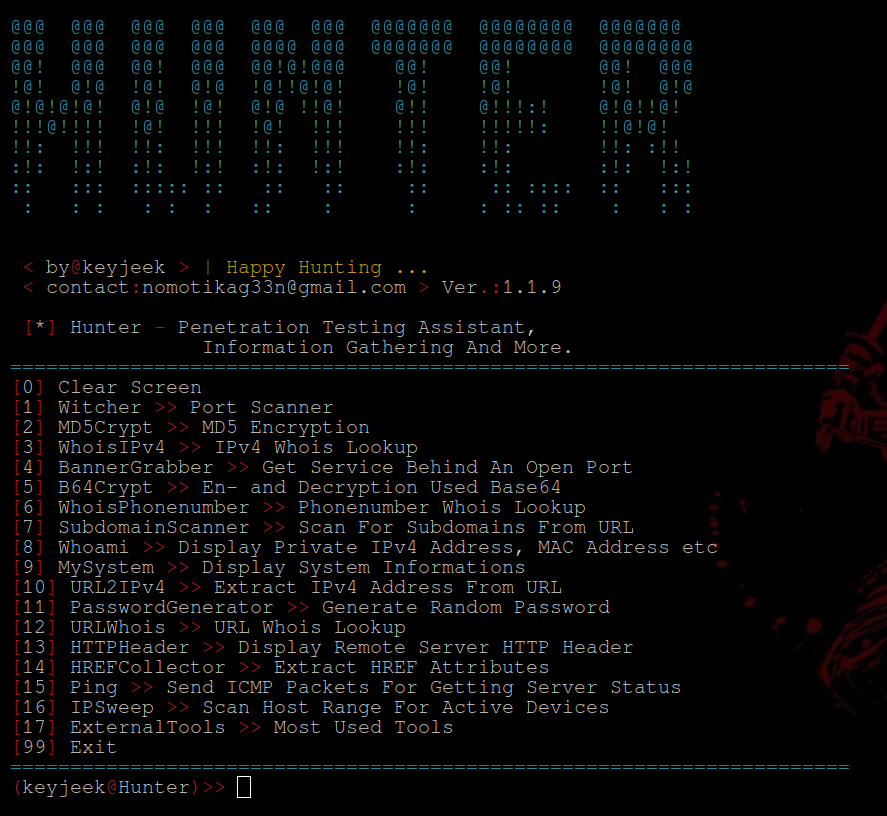 HUNTER
< by@keyjeek > | Happy Hunting ...
< contact:nomotikag33n@gmail.com > Ver.:1.1.9
[*] Hunter - Penetration Testing Assistant,
Information Gathering And More.
======================================================================
[0] Clear Screen
[1] Witcher >> Port Scanner
[2] MD5Crypt >> MD5 Encryption
[3] WhoisIPv4 >> IPv4 Whois Lookup
[4] BannerGrabber >> Get Service Behind An Open Port
[5] B64Crypt >> En- and Decryption Used Base64
[6] WhoisPhonenumber >> Phonenumber Whois Lookup
[7] SubdomainScanner >> Scan For Subdomains From URL
[8] Whoami >> Display Private IPv4 Address, MAC Address etc
[9] MySystem >> Display System Informations
[10] URL2IPv4 >> Extract IPv4 Address From URL
[11] PasswordGenerator >> Generate Random Password
[12] URLWhois >> URL Whois Lookup
[13] HTTPHeader >> Display Remote Server HTTP Header
[14] HREFCollector >> Extract HREF Attributes
[15] Ping >> Send ICMP Packets For Getting Server Status
[16] IPSweep >> Scan Host Range For Active Devices
[17] ExternalTools >> Most Used Tools
[99] Exit
======================================================================
(keyjeek@Hunter)>>